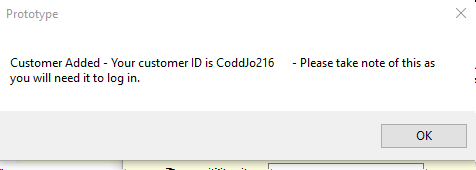 Prototype
Customer Added - Your customer ID is CoddJo216 - Please take note of this as
you will need it to log in.
OK